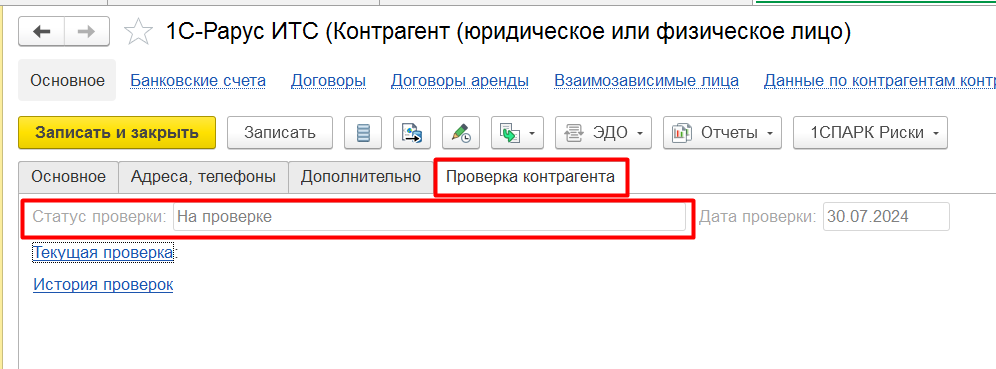 1С-Рарус ИТС (Контрагент (юридическое или физическое лицо)
Основное Банковские счета Договоры Договоры аренды Взаимозависимые лица Данные по контрагентам конт
Записать и закрыть Записать ЭДО Отчеты 1СПАРК Риски
Основное Адреса, телефоны Дополнительно Проверка контрагента
Статус проверки: На проверке Дата проверки: 30.07.2024
Текущая проверка:
История проверок